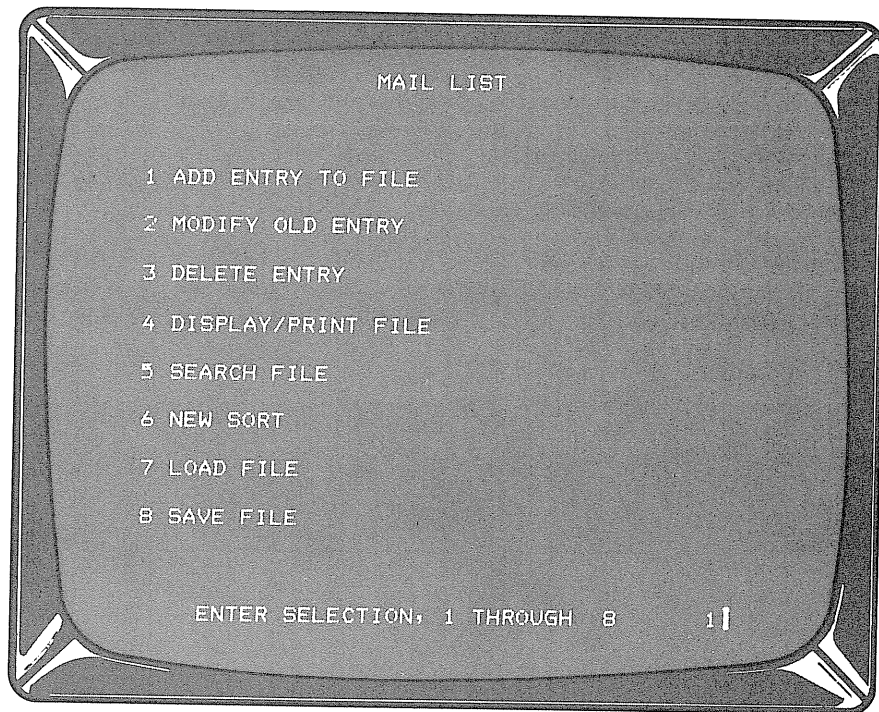 MAIL LIST
1 ADD ENTRY TO FILE
2 MODIFY OLD ENTRY
3 DELETE ENTRY
4 DISPLAY/PRINT FILE
5 SEARCH FILE
6 NEW SORT
7 LOAD FILE
8 SAVE FILE
ENTER SELECTION, 1 THROUGH 8 1